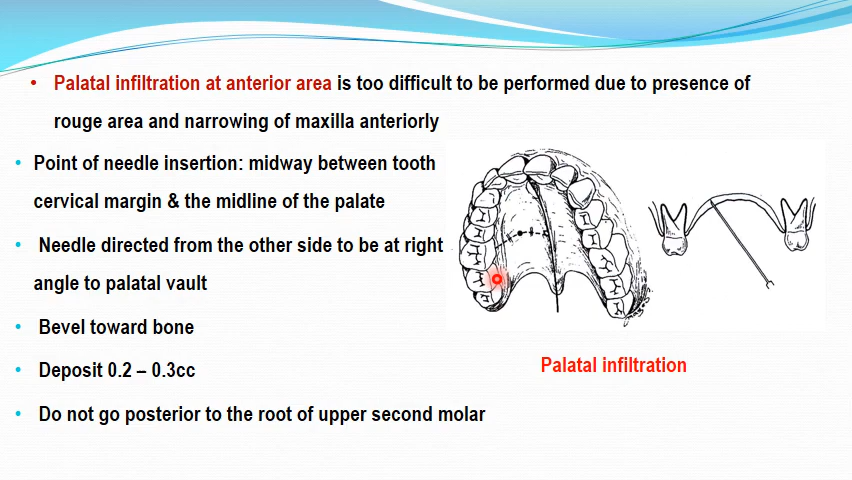 • Palatal infiltration at anterior area is too difficult to be performed due to presence of
rouge area and narrowing of maxilla anteriorly
• Point of needle insertion: midway between tooth
cervical margin & the midline of the palate
• Needle directed from the other side to be at right
angle to palatal vault
• Bevel toward bone
• Deposit 0.2 – 0.3cc
• Do not go posterior to the root of upper second molar
Palatal infiltration